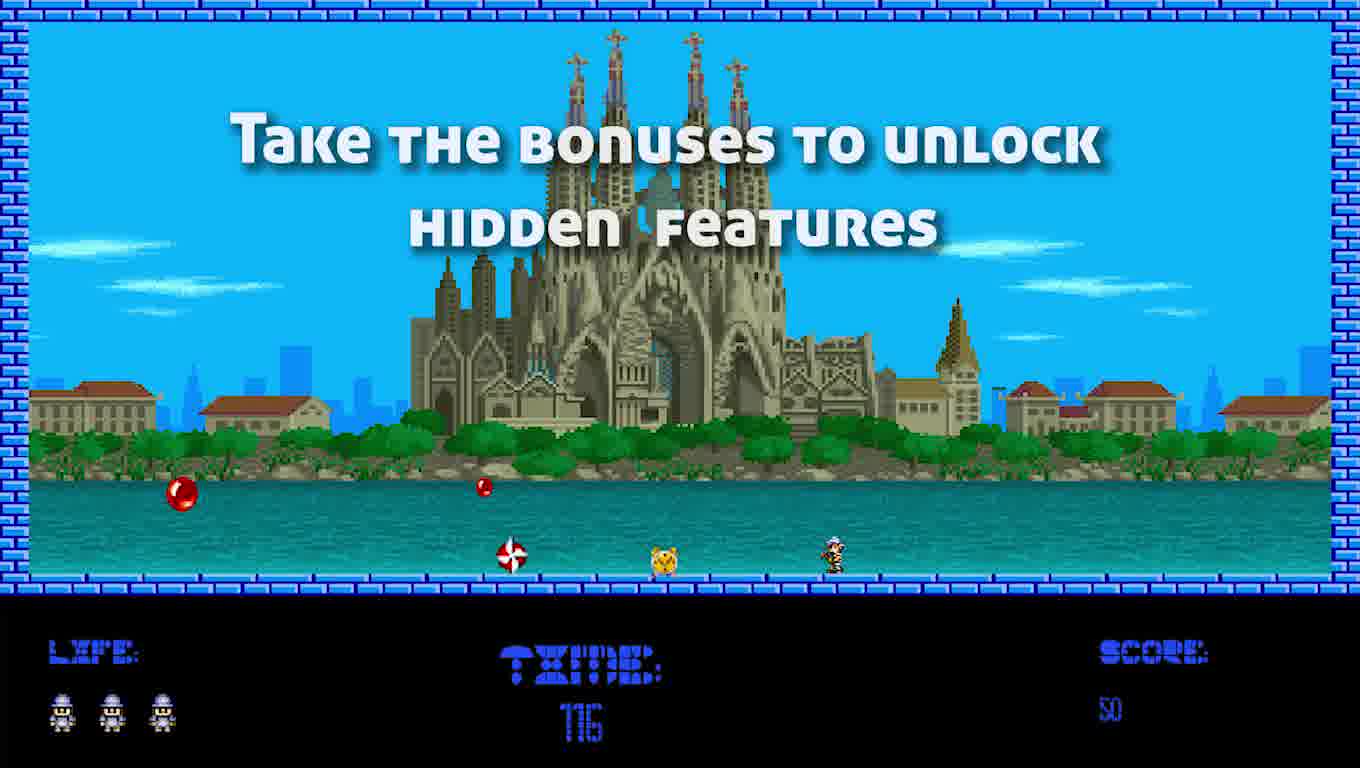 Take the bonuses to unlock
hidden features
LIFE:
TIME:
SCORE:
116
50